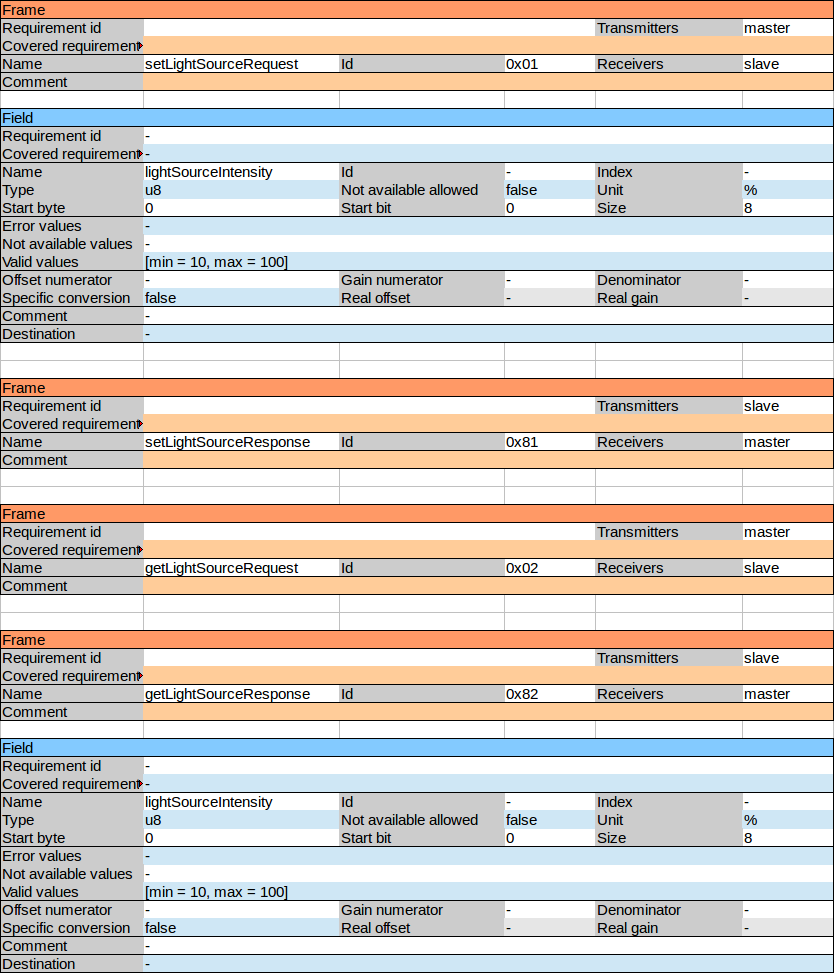 Frame
Requirement id Transmitters master
Covered requirement
Name setLightSourceRequest Id 0x01 Receivers slave
Comment
Field
Requirement id -
Covered requirement -
Name lightSourceIntensity Id - Index -
Type u8 Not available allowed false Unit %
Start byte 0 Start bit 0 Size 8
Error values -
Not available values -
Valid values [min = 10, max = 100]
Offset numerator - Gain numerator - Denominator -
Specific conversion false Real offset - Real gain -
Comment -
Destination -
Frame
Requirement id Transmitters slave
Covered requirement
Name setLightSourceResponse Id 0x81 Receivers master
Comment
Frame
Requirement id Transmitters master
Covered requirement
Name getLightSourceRequest Id 0x02 Receivers slave
Comment
Frame
Requirement id Transmitters slave
Covered requirement
Name getLightSourceResponse Id 0x82 Receivers master
Comment
Field
Requirement id -
Covered requirement -
Name lightSourceIntensity Id - Index -
Type u8 Not available allowed false Unit %
Start byte 0 Start bit 0 Size 8
Error values -
Not available values -
Valid values [min = 10, max = 100]
Offset numerator - Gain numerator - Denominator -
Specific conversion false Real offset - Real gain -
Comment -
Destination -